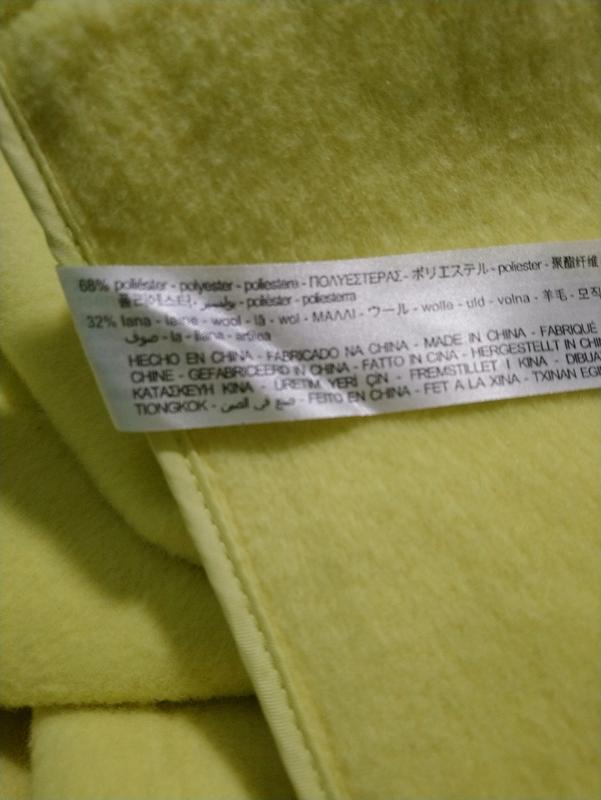 68% poliéster - polyester - poliestere - ΠΟΛΥΕΣΤΕΡΑΣ - ポリエステル - poliester - 聚酯纤维
폴리에스터 - بوليستر - polièster - poliesterra
32% lana - laine - wool - lã - wol - ΜΑΛΛΙ - ウール - wolle - uld - volna - 羊毛 - 모직
صوف - la - llana - artilea
HECHO EN CHINA - FABRICADO NA CHINA - MADE IN CHINA - FABRIQUÉ
CHINE - GEFABRICEERD IN CHINA - FATTO IN CINA - HERGESTELLT IN CHIN
ΚΑΤΑΣΚΕΥΗ ΚΙΝΑ - ÜRETIM YERİ ÇİN - FREMSTILLET I KINA - DIBUA
TIONGKOK - صنع في الصين - FEITO EN CHINA - FET A LA XINA - TXINAN EGI